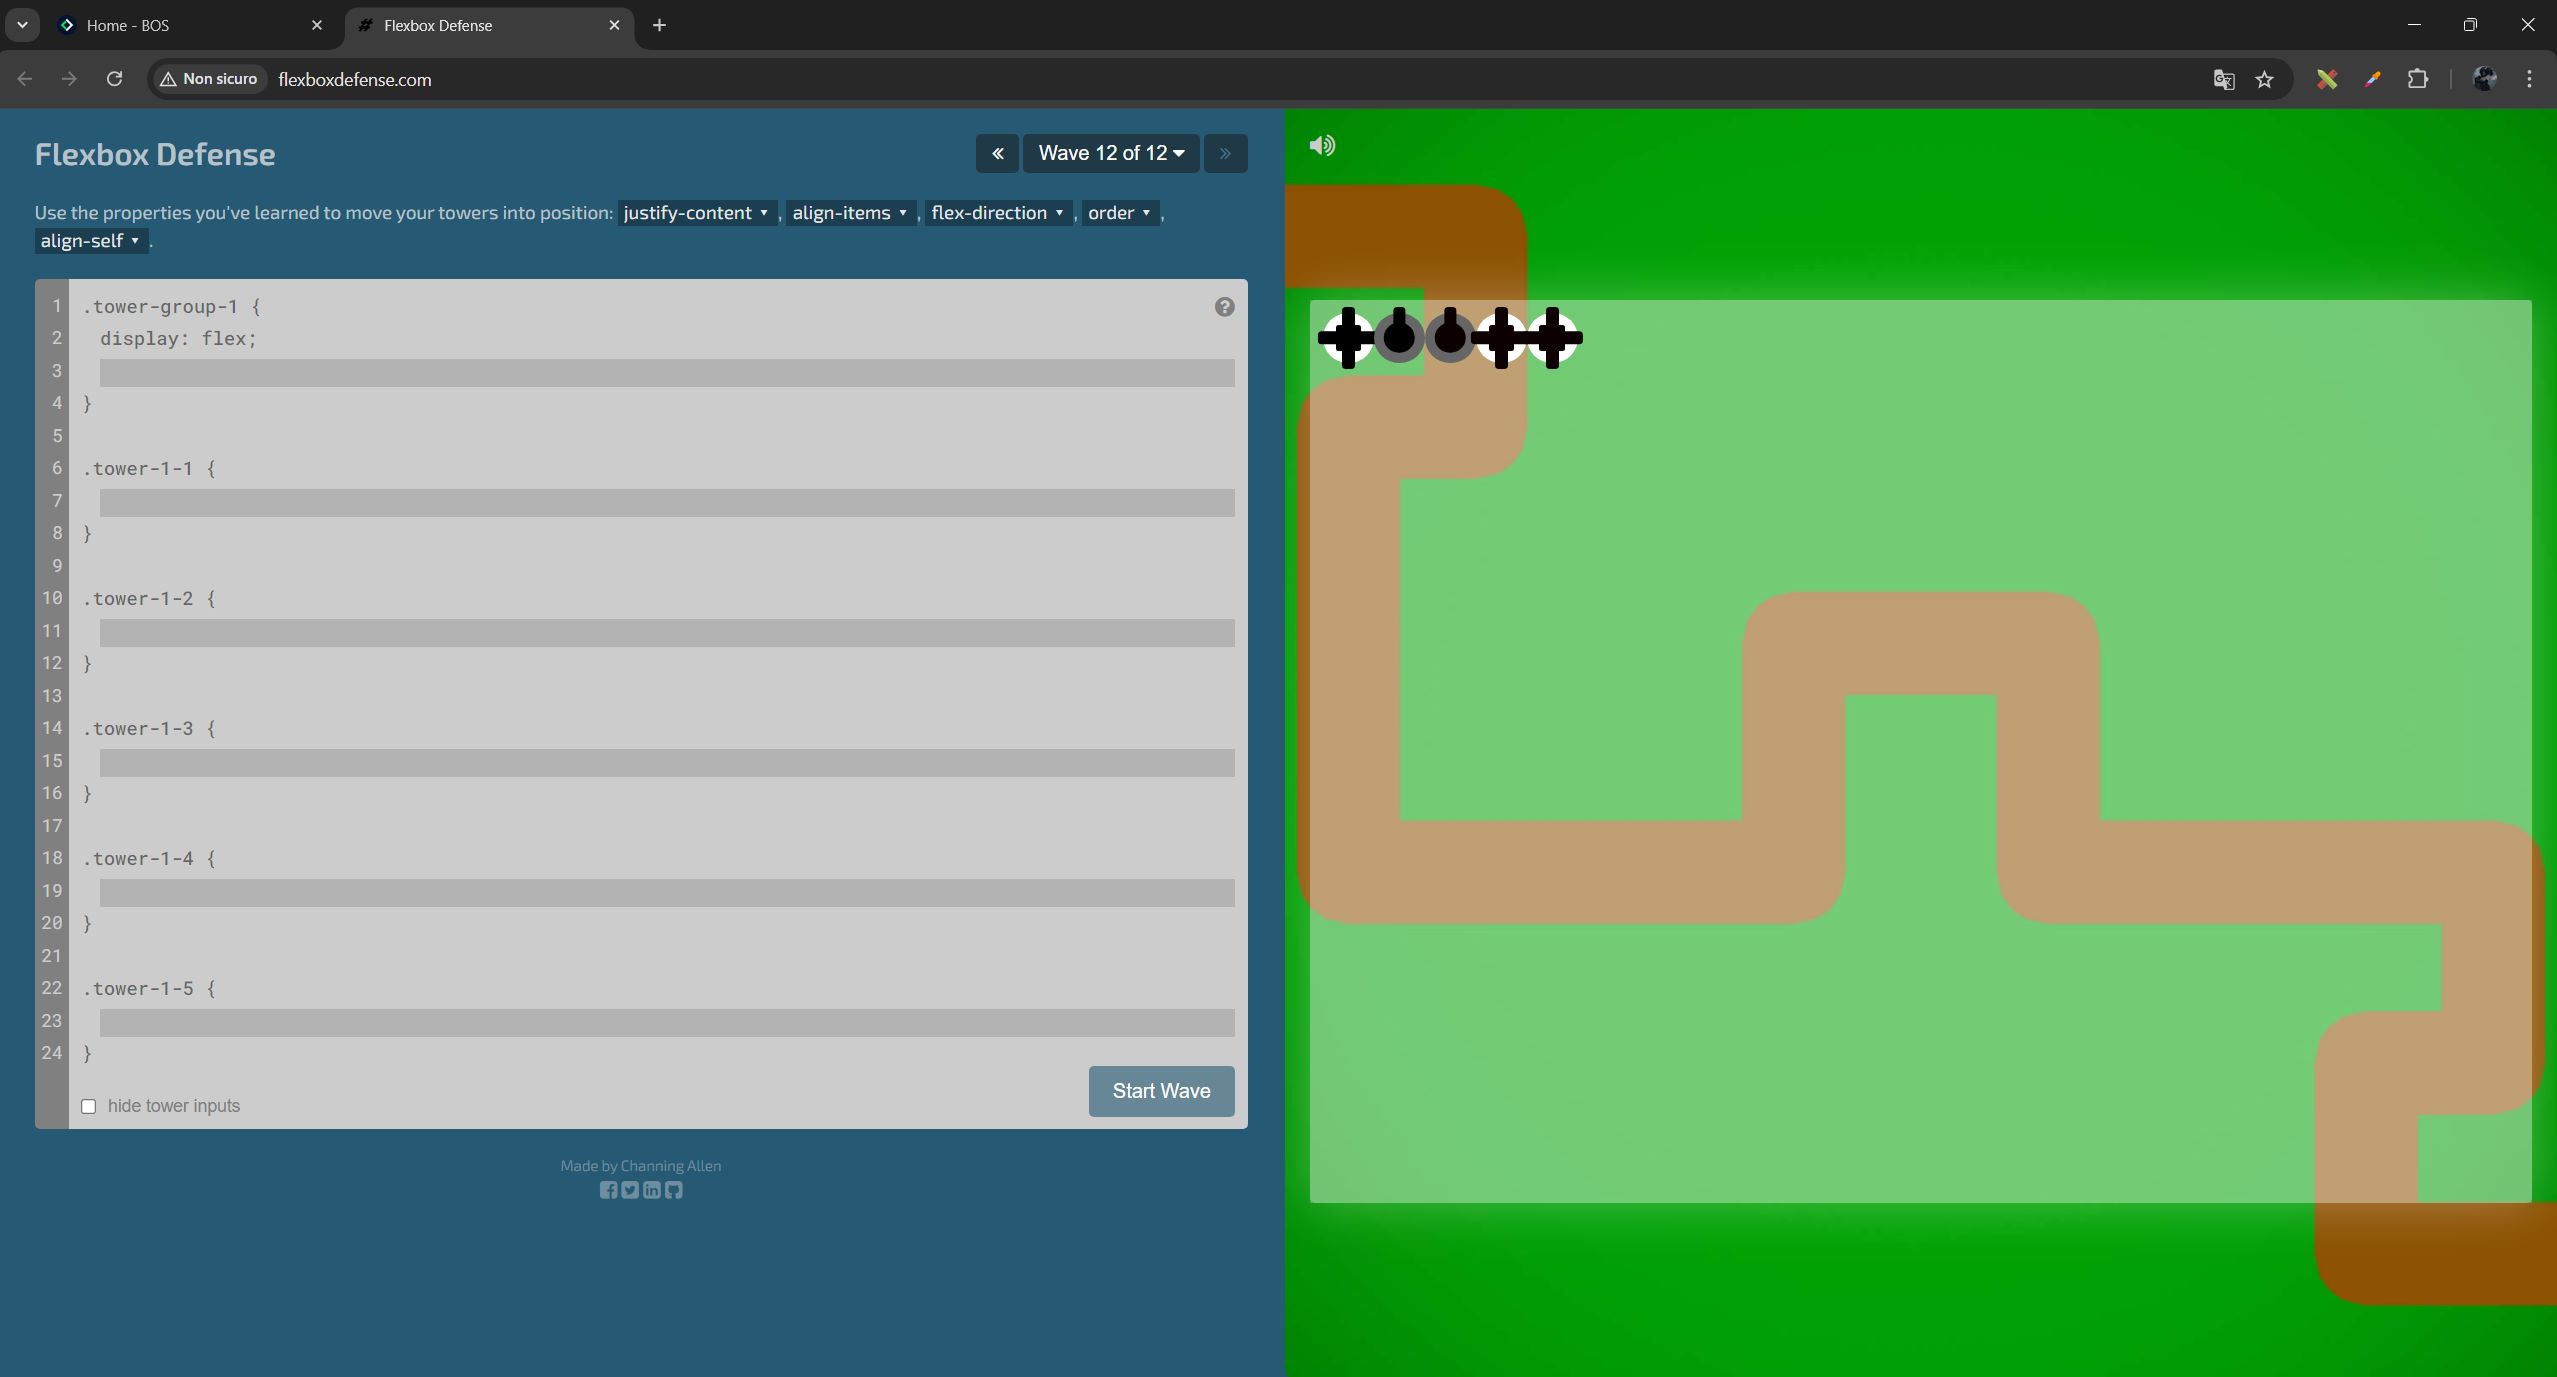 Home - BOS
Flexbox Defense
Non sicuro
flexboxdefense.com
Flexbox Defense
« Wave 12 of 12 »
Use the properties you've learned to move your towers into position: justify-content , align-items , flex-direction , order ,
align-self .
1 .tower-group-1 {
2 display: flex;
3
4 }
5
6 .tower-1-1 {
7
8 }
9
10 .tower-1-2 {
11
12 }
13
14 .tower-1-3 {
15
16 }
17
18 .tower-1-4 {
19
20 }
21
22 .tower-1-5 {
23
24 }
Start Wave
hide tower inputs
Made by Channing Allen